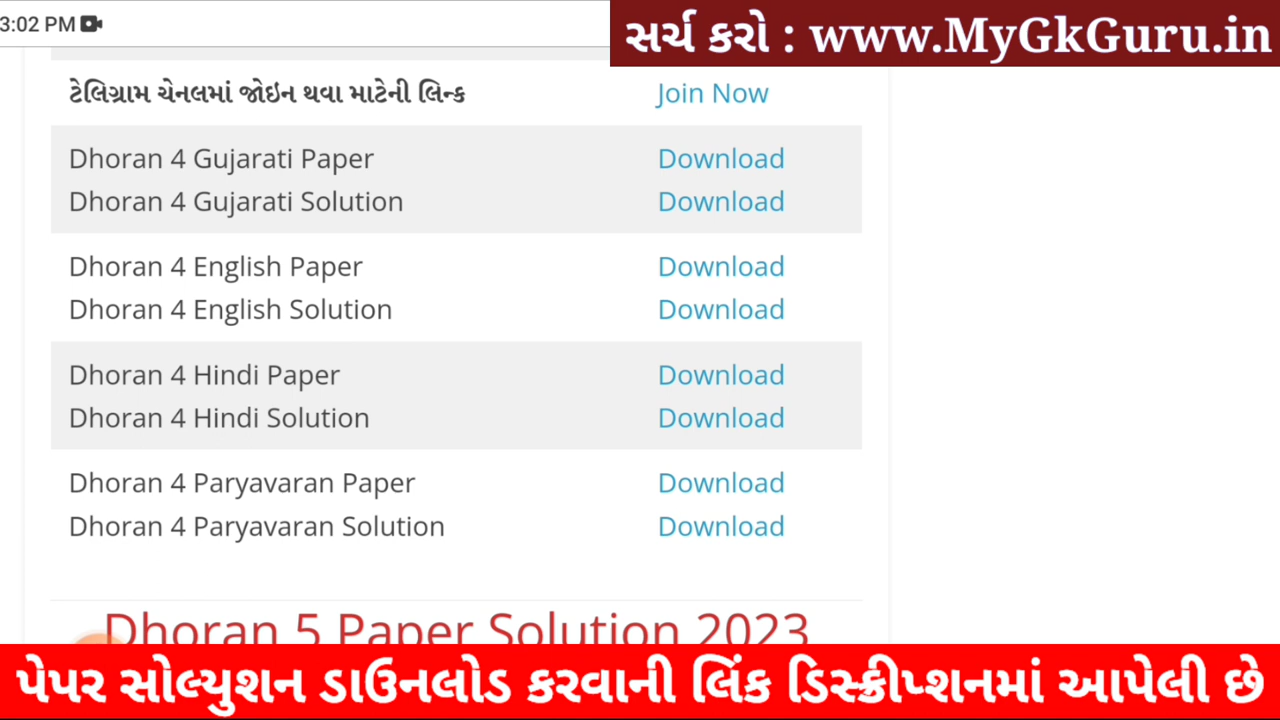 3:02 PM
સર્ચ કરો : www.MyGkGuru.in
ટેલિગ્રામ ચેનલમાં જોઇન થવા માટેની લિન્ક Join Now
Dhoran 4 Gujarati Paper Download
Dhoran 4 Gujarati Solution Download
Dhoran 4 English Paper Download
Dhoran 4 English Solution Download
Dhoran 4 Hindi Paper Download
Dhoran 4 Hindi Solution Download
Dhoran 4 Paryavaran Paper Download
Dhoran 4 Paryavaran Solution Download
Dhoran 5 Paper Solution 2023
પેપર સોલ્યુશન ડાઉનલોડ કરવાની લિંક ડિસ્ક્રીપ્શનમાં આપેલી છે